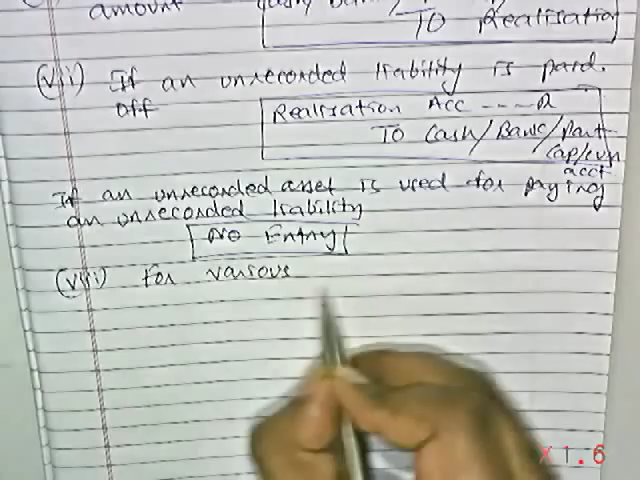 amount
TO Realisation
(vii) If an unrecorded liability is paid.
off
Realisation Acc ---- Dr
TO Cash/Bank/Part
Cap/curr
acct
If an unrecorded asset is used for paying
an unrecorded liability
No Entry
(viii) for various
x1.6